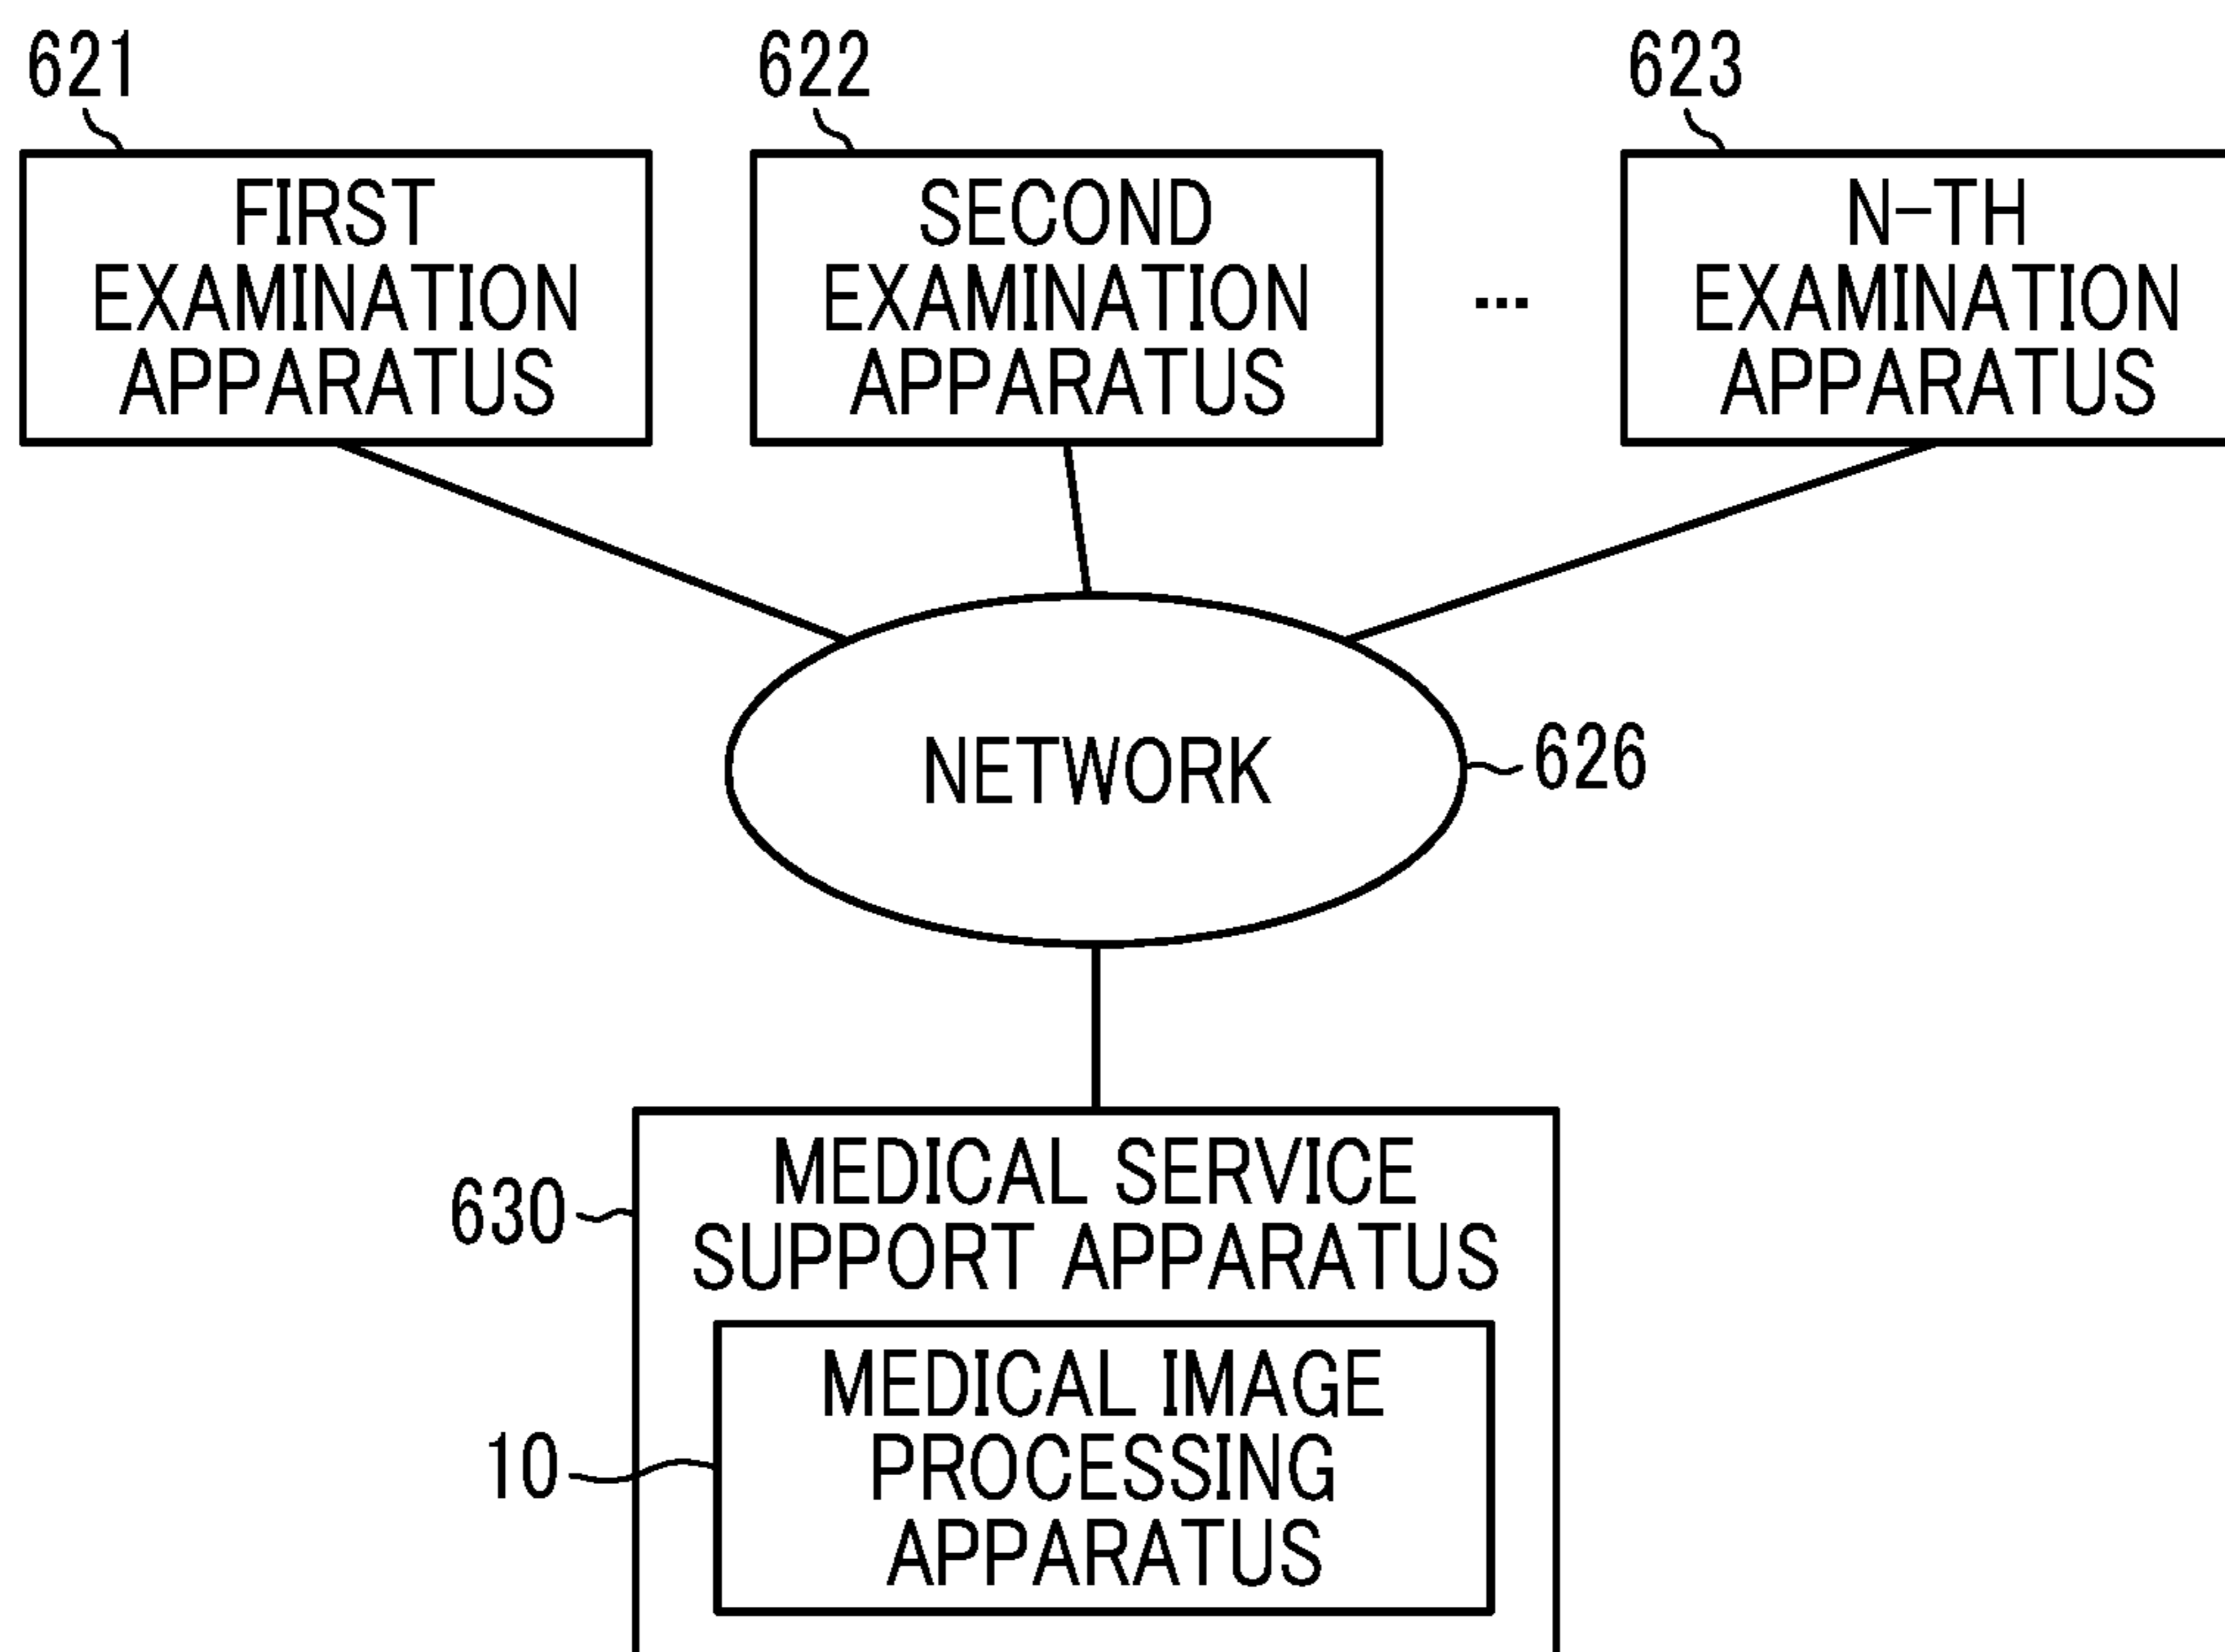 621
622
623
FIRST
EXAMINATION
APPARATUS
SECOND
EXAMINATION
APPARATUS
...
N-TH
EXAMINATION
APPARATUS
NETWORK
626
630
MEDICAL SERVICE
SUPPORT APPARATUS
10
MEDICAL IMAGE
PROCESSING
APPARATUS